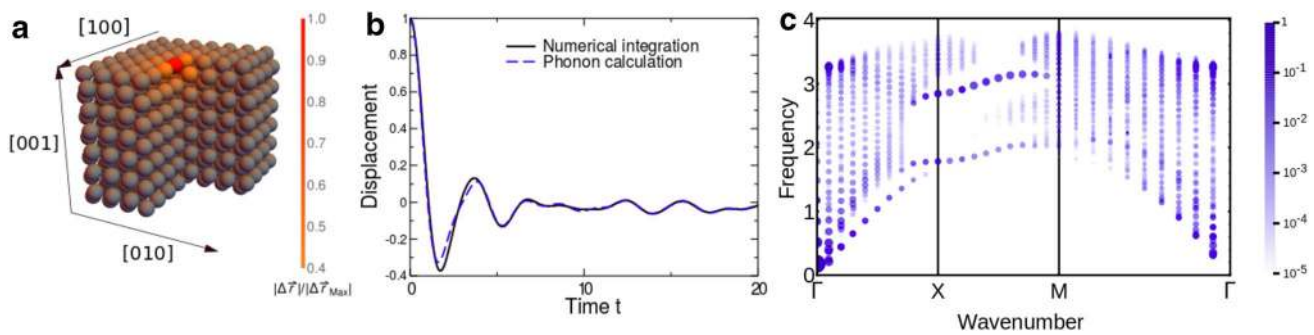 a
[100]
[001]
[010]
1.0
0.9
0.8
0.7
0.6
0.5
0.4
|Δr⃗|/|Δr⃗Max|
b
Displacement
1
0.8
0.6
0.4
0.2
0
-0.2
-0.4
Numerical integration
Phonon calculation
0
10
20
Time t
c
Frequency
4
3
2
1
0
Γ
X
M
Γ
Wavenumber
1
10⁻¹
10⁻²
10⁻³
10⁻⁴
10⁻⁵